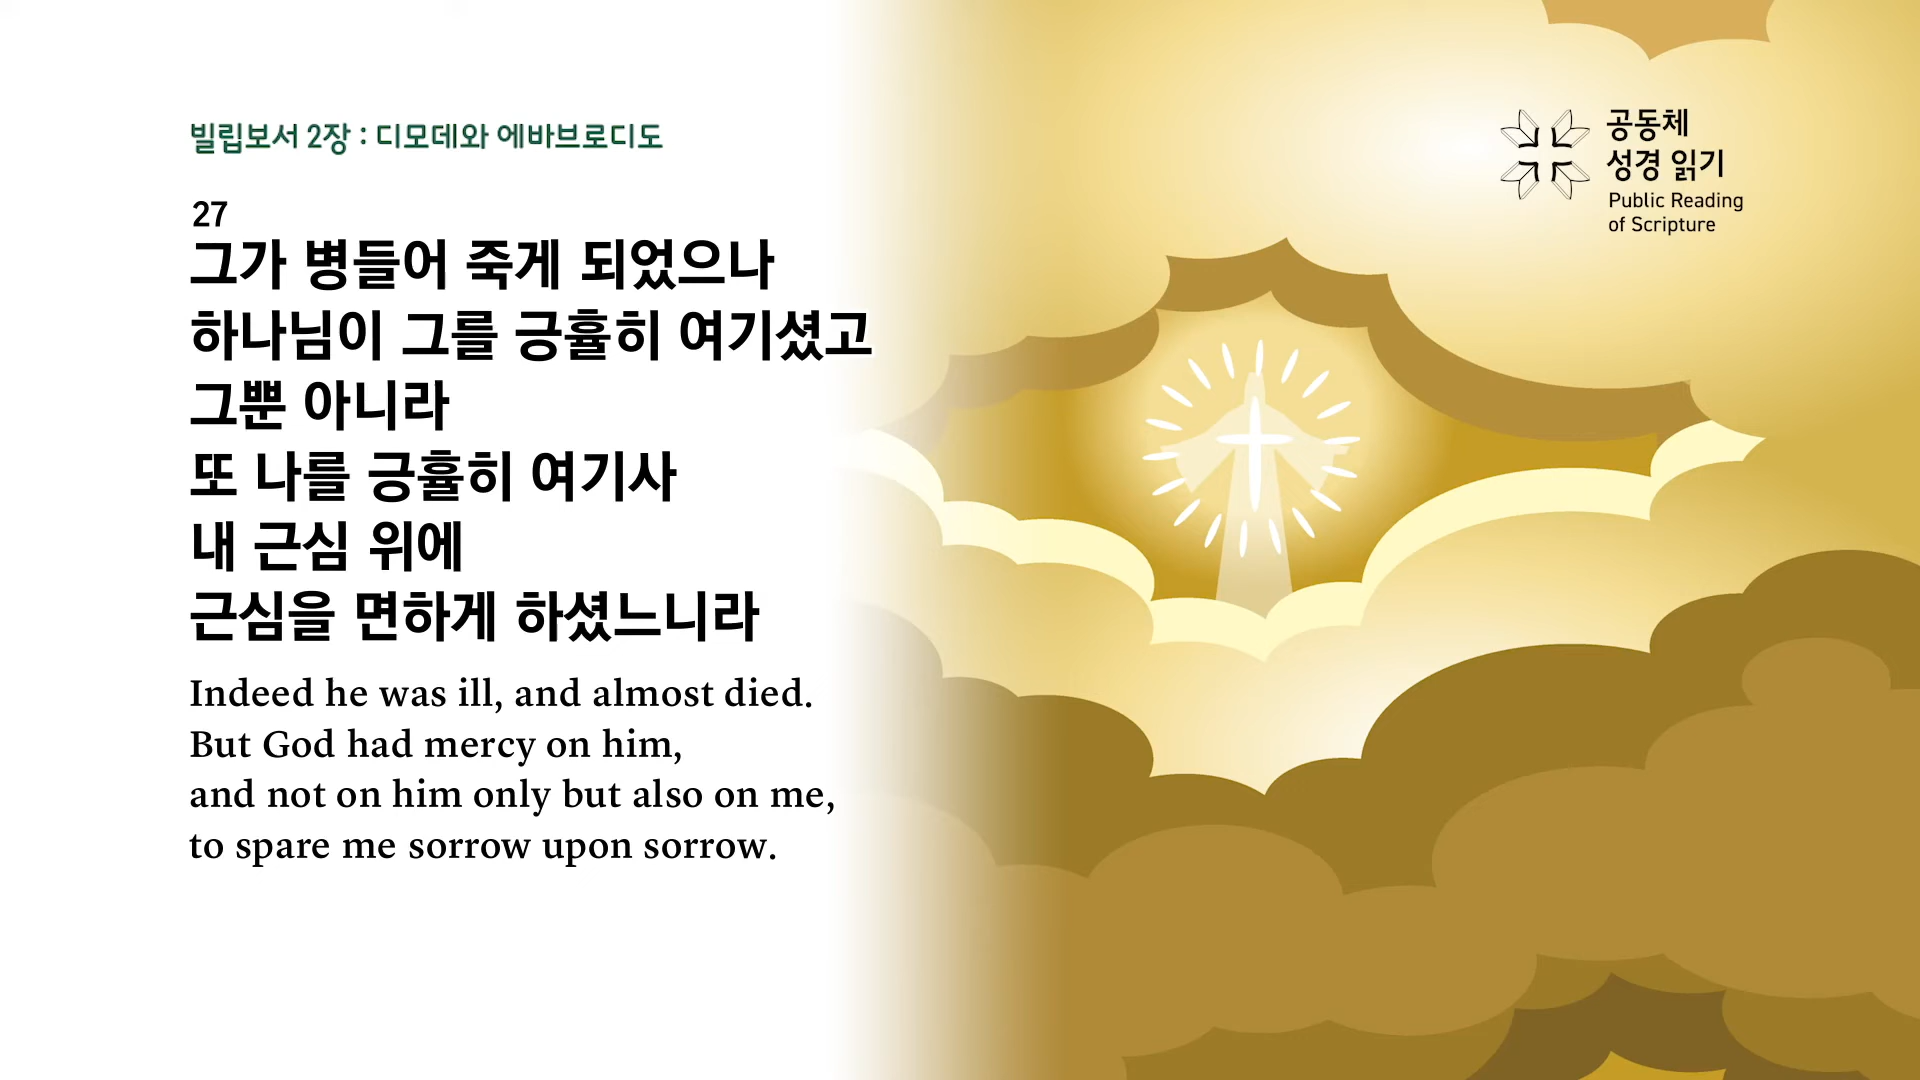 빌립보서 2장 : 디모데와 에바브로디도
27
그가 병들어 죽게 되었으나
하나님이 그를 긍휼히 여기셨고
그뿐 아니라
또 나를 긍휼히 여기사
내 근심 위에
근심을 면하게 하셨느니라
Indeed he was ill, and almost died.
But God had mercy on him,
and not on him only but also on me,
to spare me sorrow upon sorrow.
공동체
성경 읽기
Public Reading
of Scripture